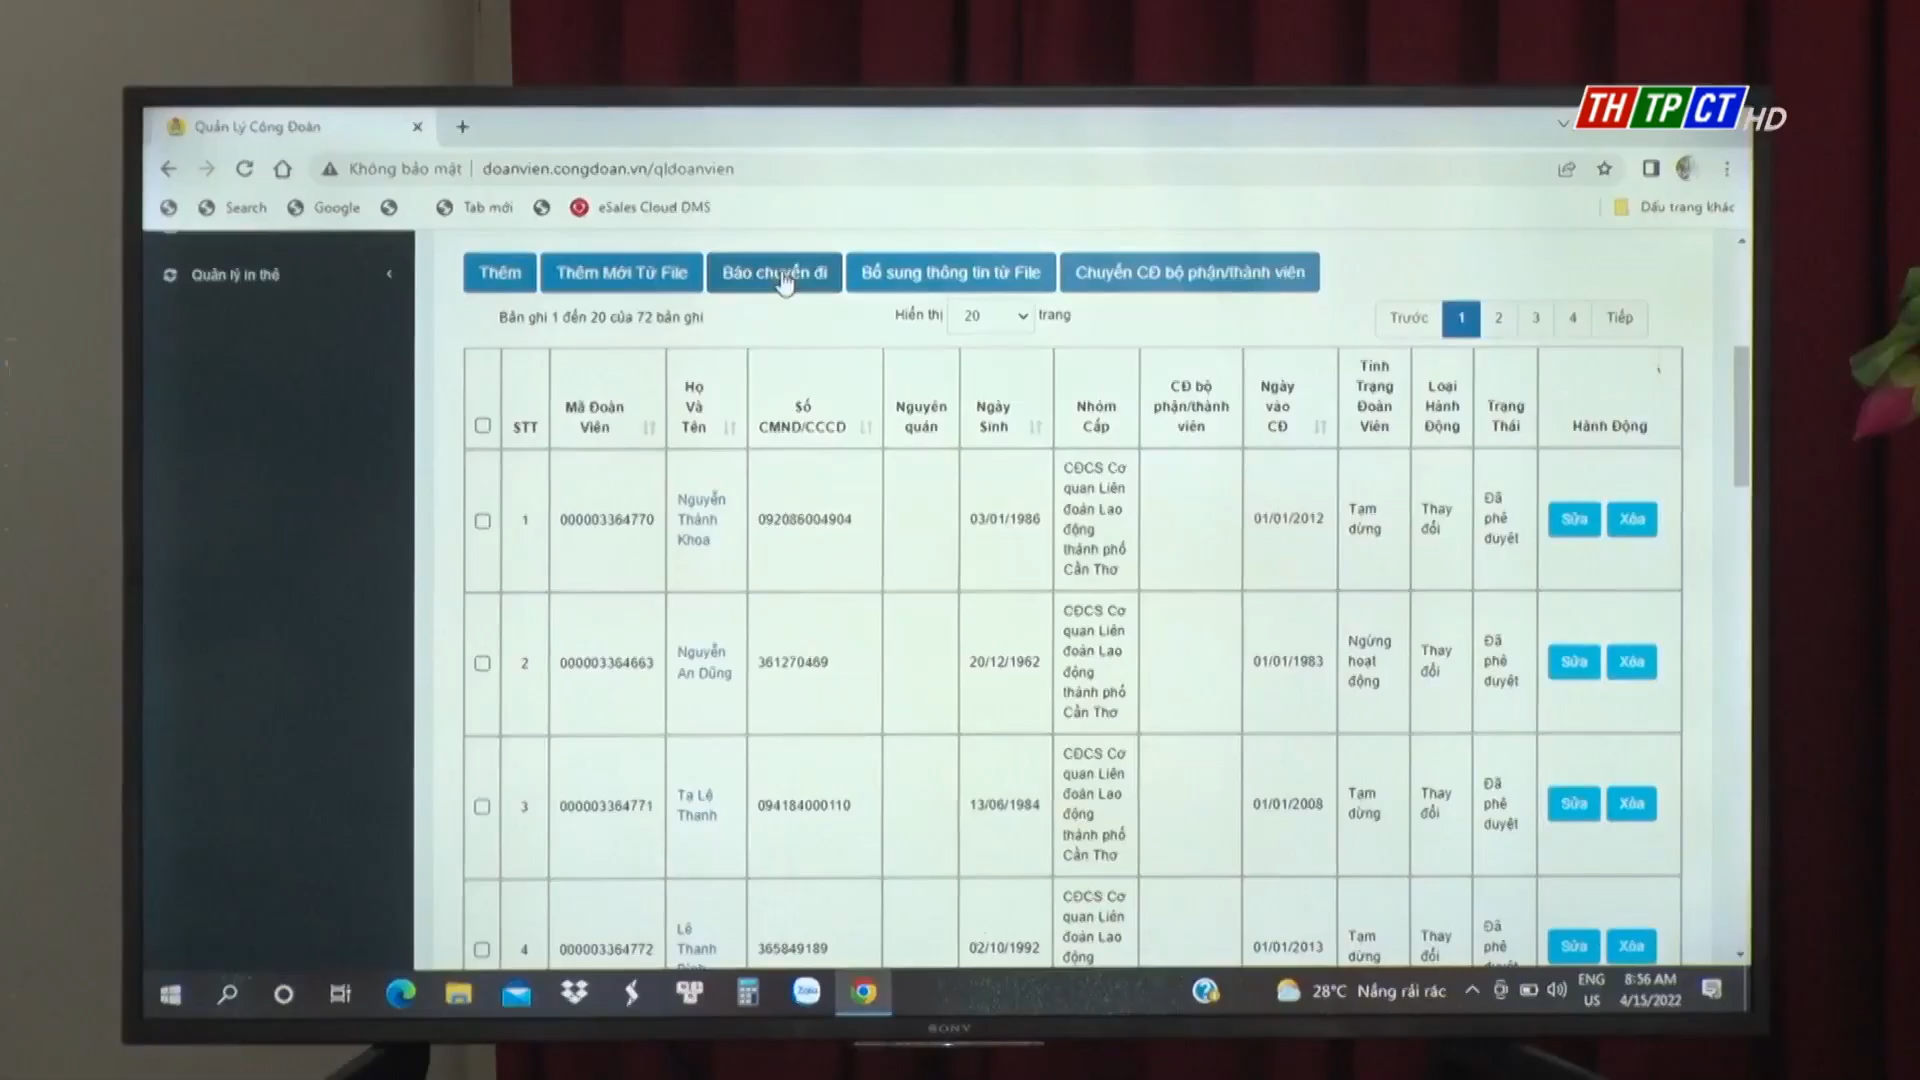 TH TP CT HD
Quản Lý Công Đoàn
Không bảo mật doanvien.congdoan.vn/qldoanvien
Search Google Tab mới eSales Cloud DMS Dấu trang khác
Quản lý in thẻ
Thêm Thêm Mới Từ File Báo chuyển đi Bổ sung thông tin từ File Chuyển CĐ bộ phận/thành viên
Bản ghi 1 đến 20 của 72 bản ghi Hiển thị 20 trang Trước 1 2 3 4 Tiếp
STT Mã Đoàn Viên Họ Và Tên Số CMND/CCCD Nguyên quán Ngày Sinh Nhóm Cấp CĐ bộ phận/thành viên Ngày vào CĐ Tình Trạng Đoàn Viên Loại Hành Động Trạng Thái Hành Động
1 000003364770 Nguyễn Thành Khoa 092086004904 03/01/1986 CĐCS Cơ quan Liên đoàn Lao động thành phố Cần Thơ 01/01/2012 Tạm dừng Thay đổi Đã phê duyệt Sửa Xóa
2 000003364663 Nguyễn An Dũng 361270469 20/12/1962 CĐCS Cơ quan Liên đoàn Lao động thành phố Cần Thơ 01/01/1983 Ngừng hoạt động Thay đổi Đã phê duyệt Sửa Xóa
3 000003364771 Tạ Lê Thanh 094184000110 13/06/1984 CĐCS Cơ quan Liên đoàn Lao động thành phố Cần Thơ 01/01/2008 Tạm dừng Thay đổi Đã phê duyệt Sửa Xóa
4 000003364772 Lê Thanh 365849189 02/10/1992 CĐCS Cơ quan Liên đoàn Lao động 01/01/2013 Tạm dừng Thay đổi Đã phê Sửa Xóa
Zalo 28°C Nắng rải rác ENG 8:56 AM
US 4/15/2022
SONY